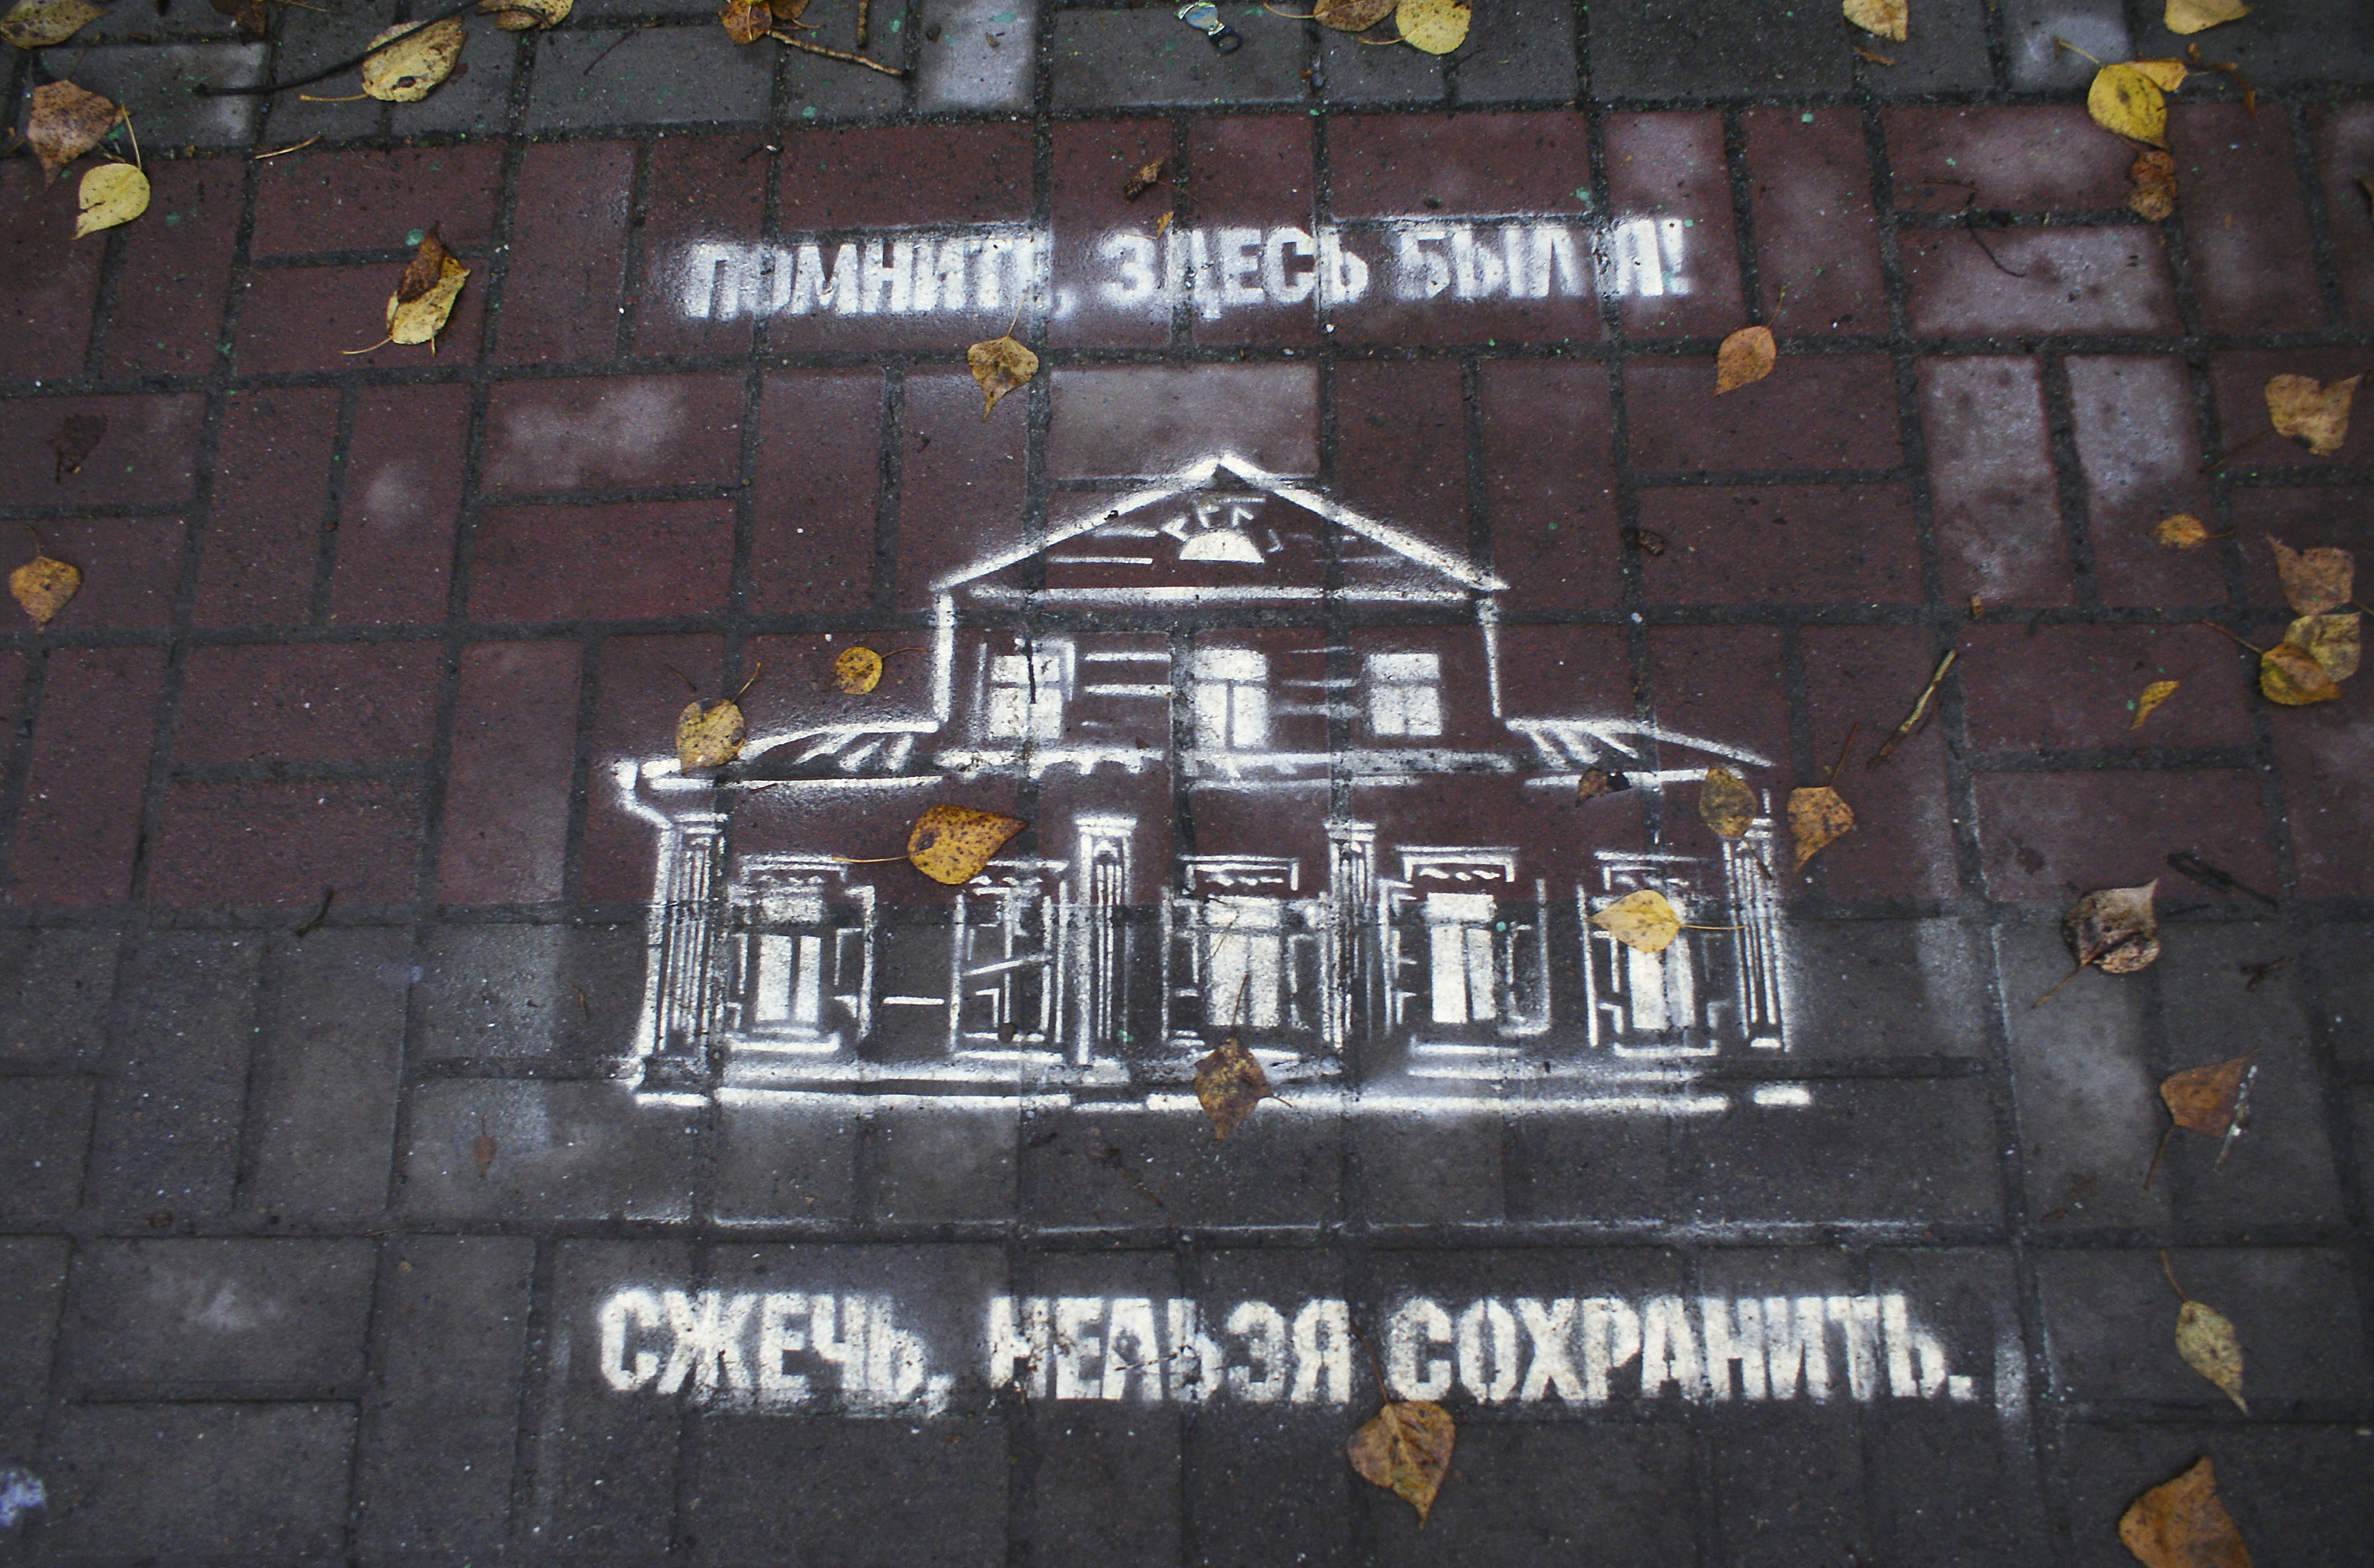 ПОМНИТЕ, ЗДЕСЬ БЫЛ Я!
СЖЕЧЬ, НЕЛЬЗЯ СОХРАНИТЬ.